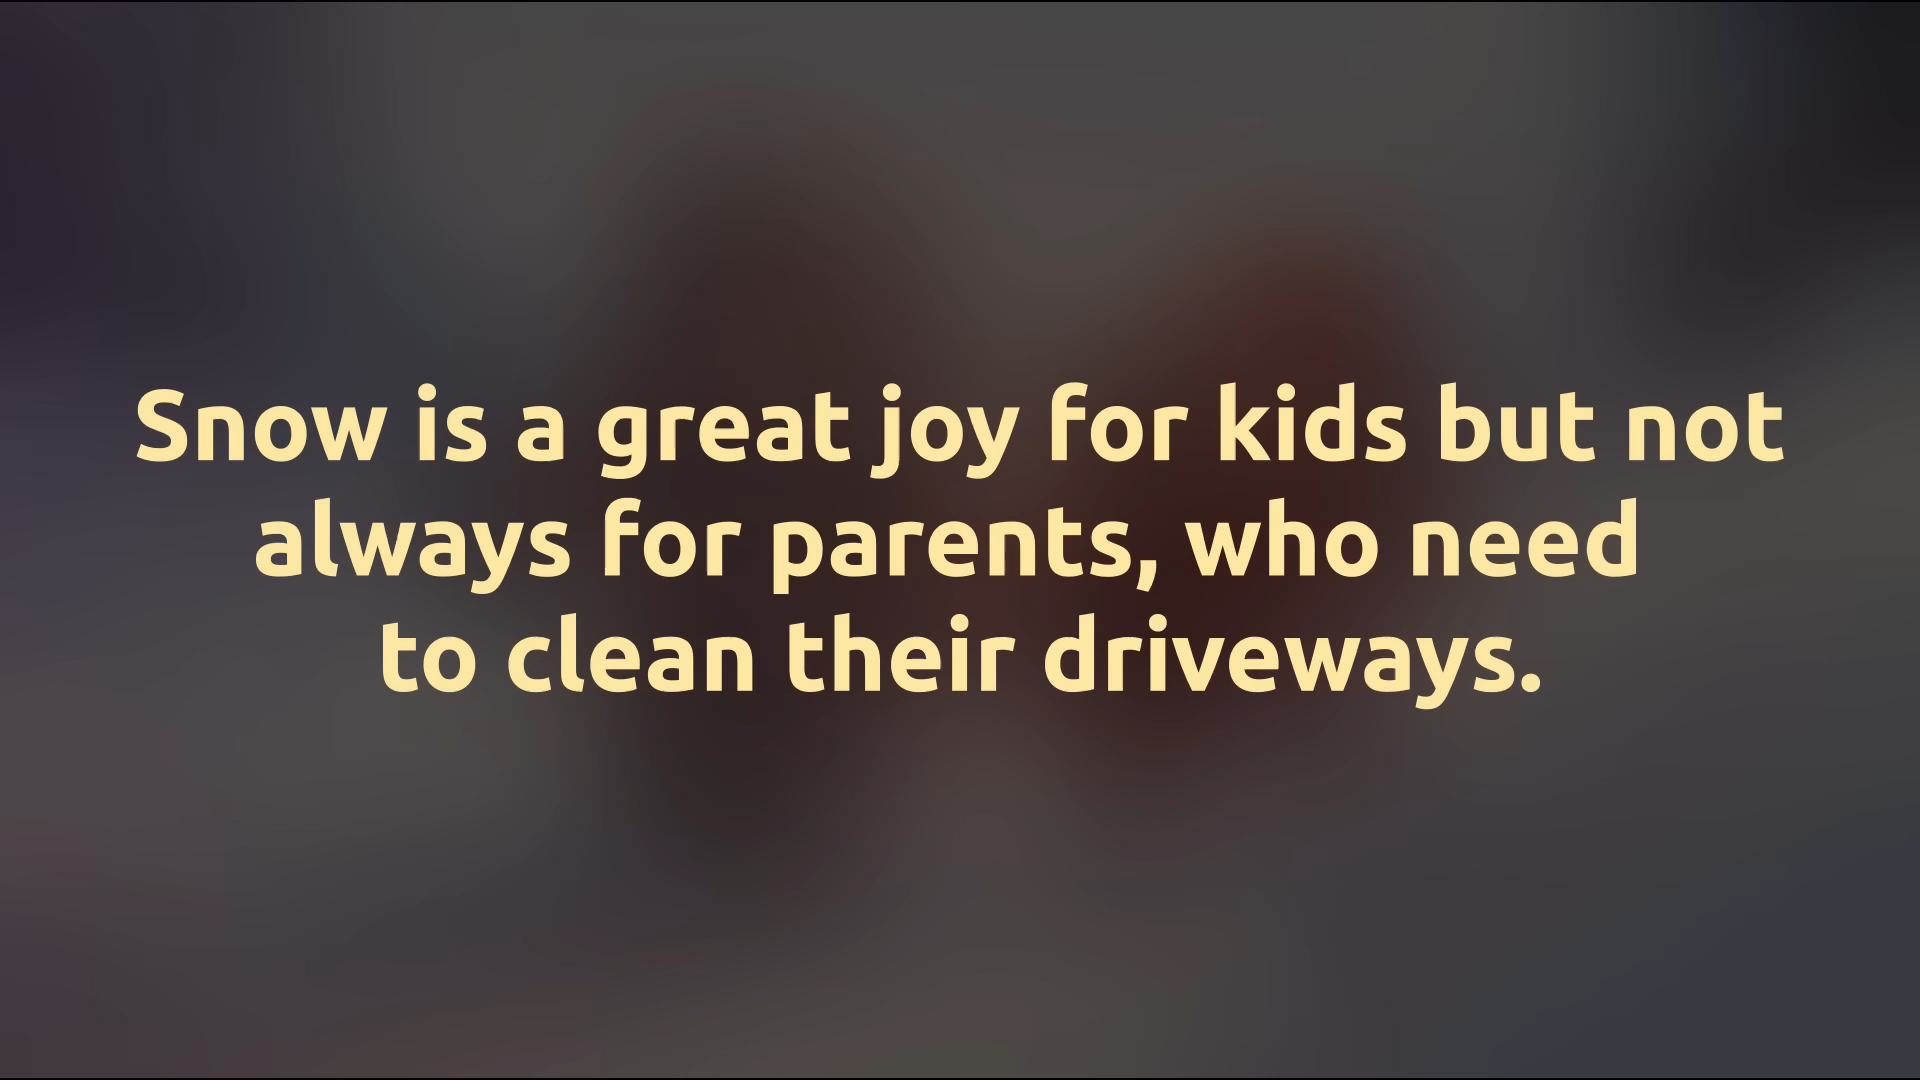 Snow is a great joy for kids but not
always for parents, who need
to clean their driveways.